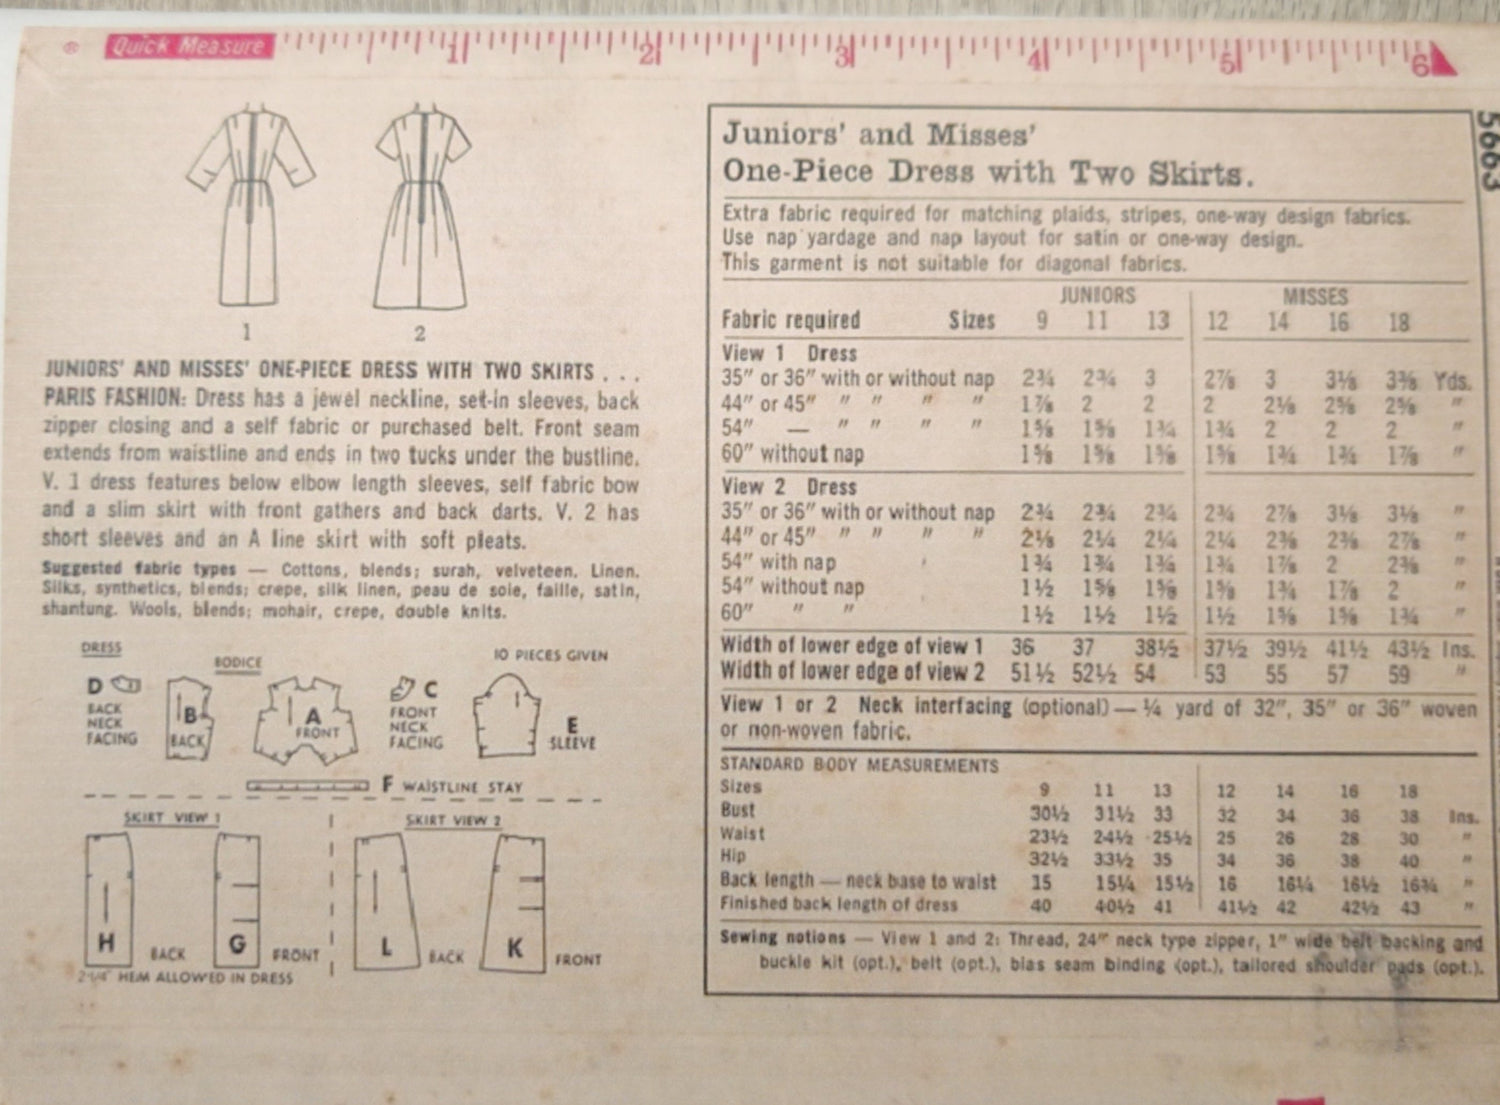 ® Quick Measure 1 2 3 4 5 6
1 2
JUNIORS' AND MISSES' ONE-PIECE DRESS WITH TWO SKIRTS . . .
PARIS FASHION: Dress has a jewel neckline, set-in sleeves, back
zipper closing and a self fabric or purchased belt. Front seam
extends from waistline and ends in two tucks under the bustline.
V. 1 dress features below elbow length sleeves, self fabric bow
and a slim skirt with front gathers and back darts. V. 2 has
short sleeves and an A line skirt with soft pleats.
Suggested fabric types — Cottons, blends; surah, velveteen. Linen.
Silks, synthetics, blends; crepe, silk linen, peau de soie, faille, satin,
shantung. Wools, blends; mohair, crepe, double knits.
DRESS
BODICE
10 PIECES GIVEN
D
BACK
NECK
FACING
B
BACK
A
FRONT
C
FRONT
NECK
FACING
E
SLEEVE
F WAISTLINE STAY
SKIRT VIEW 1
SKIRT VIEW 2
H BACK G FRONT L BACK K FRONT
2¼" HEM ALLOWED IN DRESS
5663
Juniors' and Misses'
One-Piece Dress with Two Skirts.
Extra fabric required for matching plaids, stripes, one-way design fabrics.
Use nap yardage and nap layout for satin or one-way design.
This garment is not suitable for diagonal fabrics.
JUNIORS MISSES
Fabric required Sizes 9 11 13 12 14 16 18
View 1 Dress
35" or 36" with or without nap 2¾ 2¾ 3 2⅞ 3 3⅛ 3⅜ Yds.
44" or 45" " " " " 1⅞ 2 2 2 2⅛ 2⅝ 2⅝ "
54" — " " " " 1⅝ 1⅝ 1¾ 1¾ 2 2 2 "
60" without nap 1⅝ 1⅝ 1⅝ 1⅝ 1¾ 1¾ 1⅞ "
View 2 Dress
35" or 36" with or without nap 2¾ 2¾ 2¾ 2¾ 2⅞ 3⅛ 3⅛ "
44" or 45" " " " " 2⅛ 2¼ 2¼ 2¼ 2⅜ 2⅜ 2⅞ "
54" with nap 1¾ 1¾ 1¾ 1¾ 1⅞ 2 2⅜ "
54" without nap 1½ 1⅝ 1⅝ 1⅝ 1¾ 1⅞ 2 "
60" " " 1½ 1½ 1½ 1½ 1⅝ 1⅝ 1¾ "
Width of lower edge of view 1 36 37 38½ 37½ 39½ 41½ 43½ Ins.
Width of lower edge of view 2 51½ 52½ 54 53 55 57 59 "
View 1 or 2 Neck interfacing (optional) — ¼ yard of 32", 35" or 36" woven
or non-woven fabric.
STANDARD BODY MEASUREMENTS
Sizes 9 11 13 12 14 16 18
Bust 30½ 31½ 33 32 34 36 38 Ins.
Waist 23½ 24½ 25½ 25 26 28 30 "
Hip 32½ 33½ 35 34 36 38 40 "
Back length — neck base to waist 15 15¼ 15½ 16 16¼ 16½ 16¾ "
Finished back length of dress 40 40½ 41 41½ 42 42½ 43 "
Sewing notions — View 1 and 2: Thread, 24" neck type zipper, 1" wide belt backing and
buckle kit (opt.), belt (opt.), bias seam binding (opt.), tailored shoulder pads (opt.).